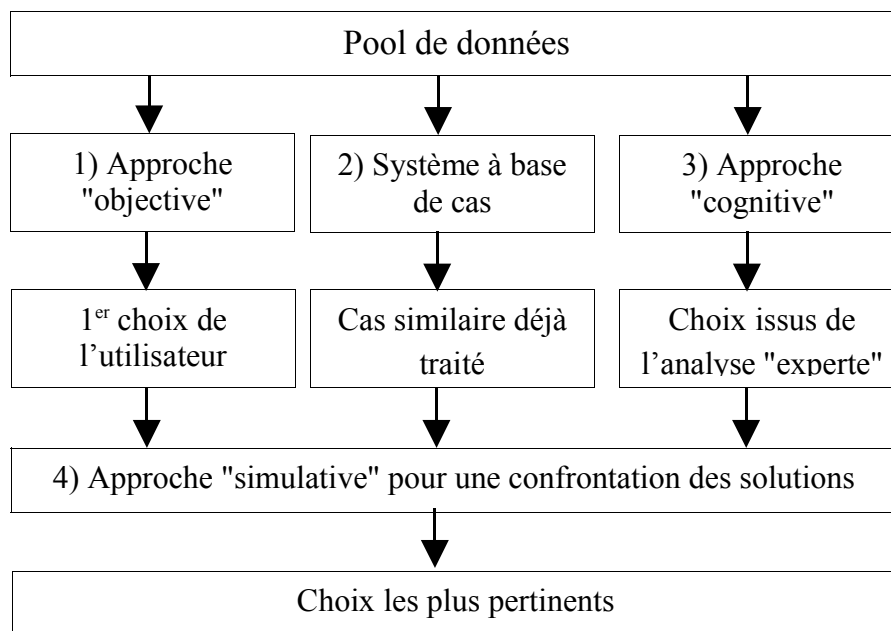 Pool de données
1) Approche
"objective"
2) Système à base
de cas
3) Approche
"cognitive"
1er choix de
l’utilisateur
Cas similaire déjà
traité
Choix issus de
l’analyse "experte"
4) Approche "simulative" pour une confrontation des solutions
Choix les plus pertinents